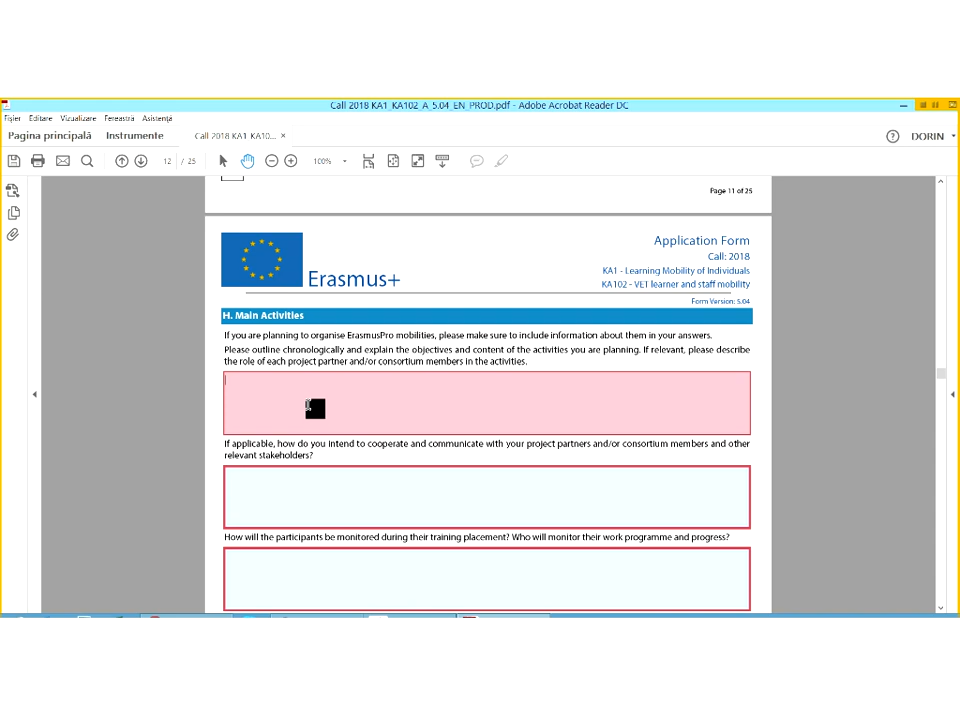 Call 2018 KA1_KA102_A_5.04_EN_PROD.pdf - Adobe Acrobat Reader DC
Fișier Editare Vizualizare Fereastră Asistență
Pagina principală Instrumente Call 2018 KA1_KA10... × DORIN
12 / 25 100%
Page 11 of 25
Application Form
Call: 2018
KA1 - Learning Mobility of Individuals
Erasmus+ KA102 - VET learner and staff mobility
Form Version: 5.04
H. Main Activities
If you are planning to organise ErasmusPro mobilities, please make sure to include information about them in your answers.
Please outline chronologically and explain the objectives and content of the activities you are planning. If relevant, please describe
the role of each project partner and/or consortium members in the activities.
If applicable, how do you intend to cooperate and communicate with your project partners and/or consortium members and other
relevant stakeholders?
How will the participants be monitored during their training placement? Who will monitor their work programme and progress?